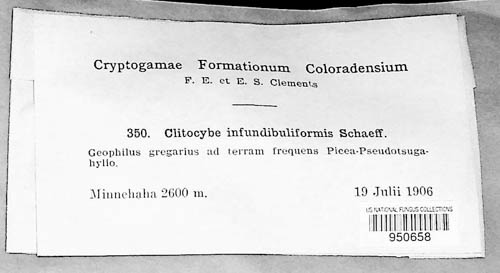 Cryptogamae Formationum Coloradensium
F. E. et E. S. Clements
350. Clitocybe infundibuliformis Schaeff.
Geophilus gregarius ad terram frequens Picea-Pseudotsuga-
hylio.
Minnehaha 2600 m. 19 Julii 1906
US NATIONAL FUNGUS COLLECTIONS
950658